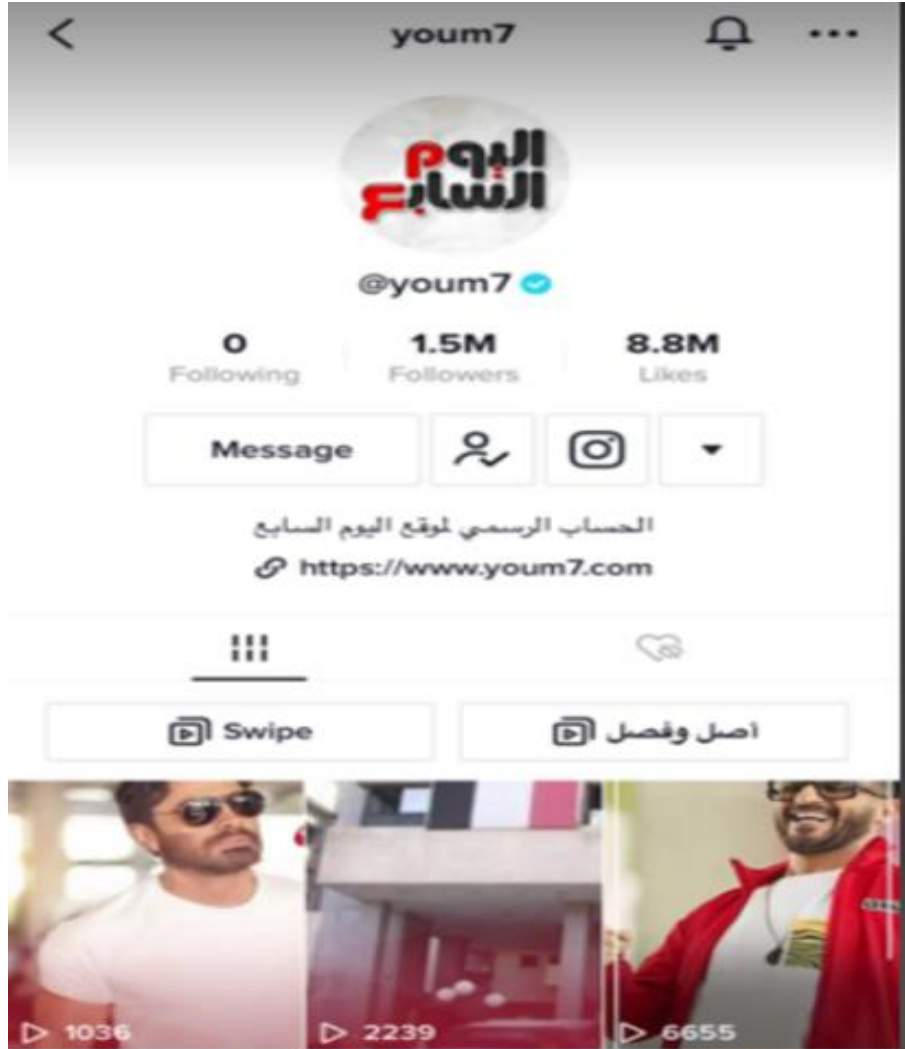 youm7
اليوم
السابع
@youm7
0 1.5M 8.8M
Following Followers Likes
Message
الحساب الرسمي لموقع اليوم السابع
https://www.youm7.com
Swipe أصل وفصل
1036 2239 6655